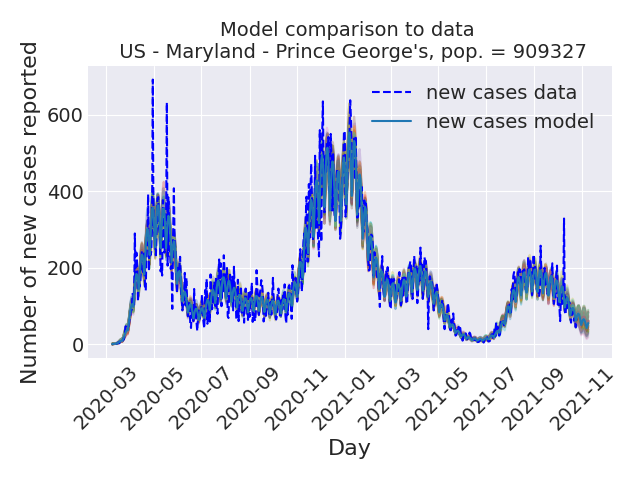 Model comparison to data
US - Maryland - Prince George's, pop. = 909327
new cases data
new cases model
Number of new cases reported
600
400
200
0
2020-03
2020-05
2020-07
2020-09
2020-11
2021-01
2021-03
2021-05
2021-07
2021-09
2021-11
Day